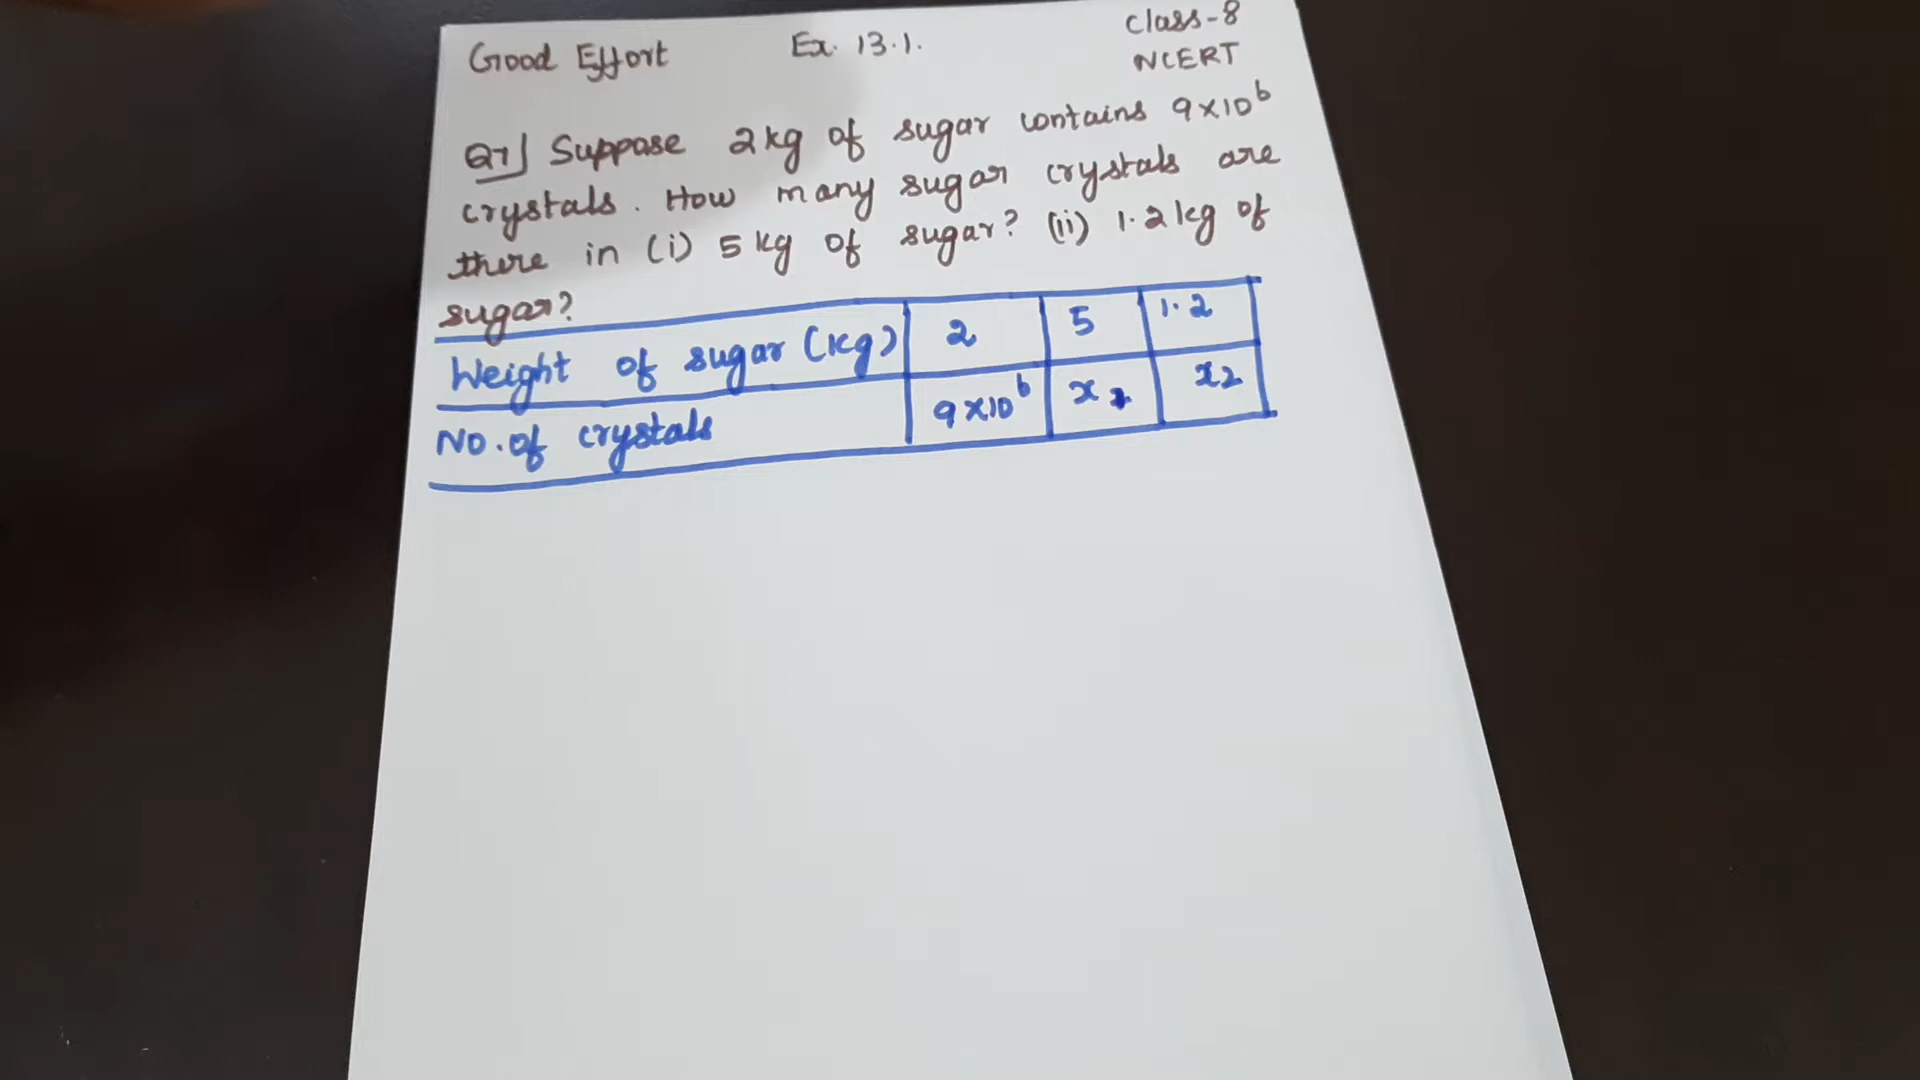 Good Effort Ex. 13.1. Class-8
NCERT
Q7] Suppose 2kg of sugar contains 9×10⁶
crystals. How many sugar crystals are
there in (i) 5 kg of sugar? (ii) 1.2 kg of
sugar?
Weight of sugar (kg) 2 5 1.2
No. of crystals 9×10⁶ x₁ x₂